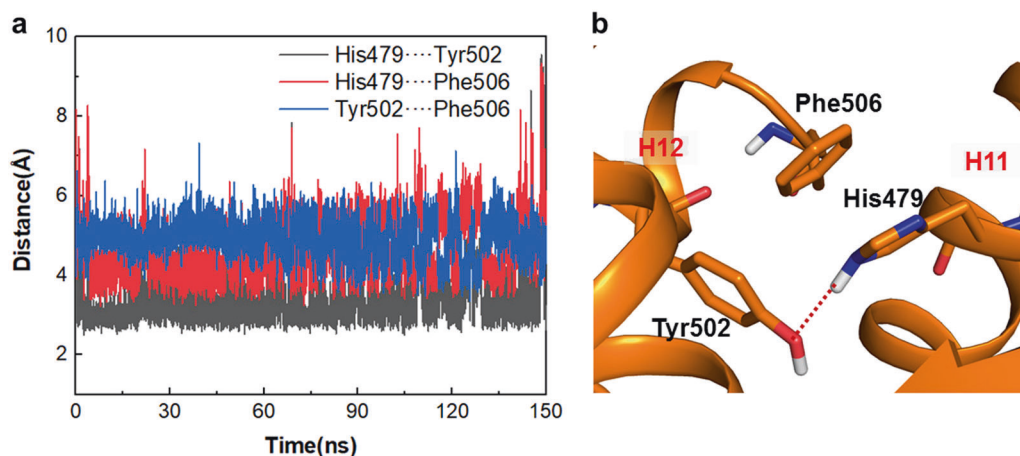 a
10
8
6
4
2
Distance(Å)
His479····Tyr502
His479····Phe506
Tyr502····Phe506
0 30 60 90 120 150
Time(ns)
b
Phe506
H12
H11
His479
Tyr502